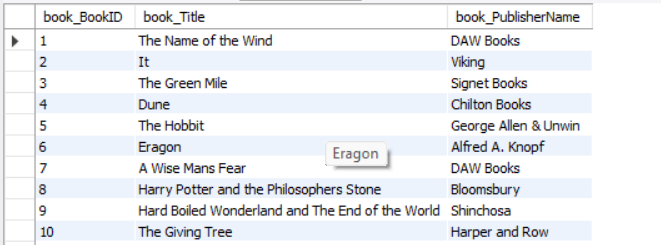 book_BookID book_Title book_PublisherName
1 The Name of the Wind DAW Books
2 It Viking
3 The Green Mile Signet Books
4 Dune Chilton Books
5 The Hobbit George Allen & Unwin
6 Eragon Alfred A. Knopf
Eragon
7 A Wise Mans Fear DAW Books
8 Harry Potter and the Philosophers Stone Bloomsbury
9 Hard Boiled Wonderland and The End of the World Shinchosa
10 The Giving Tree Harper and Row